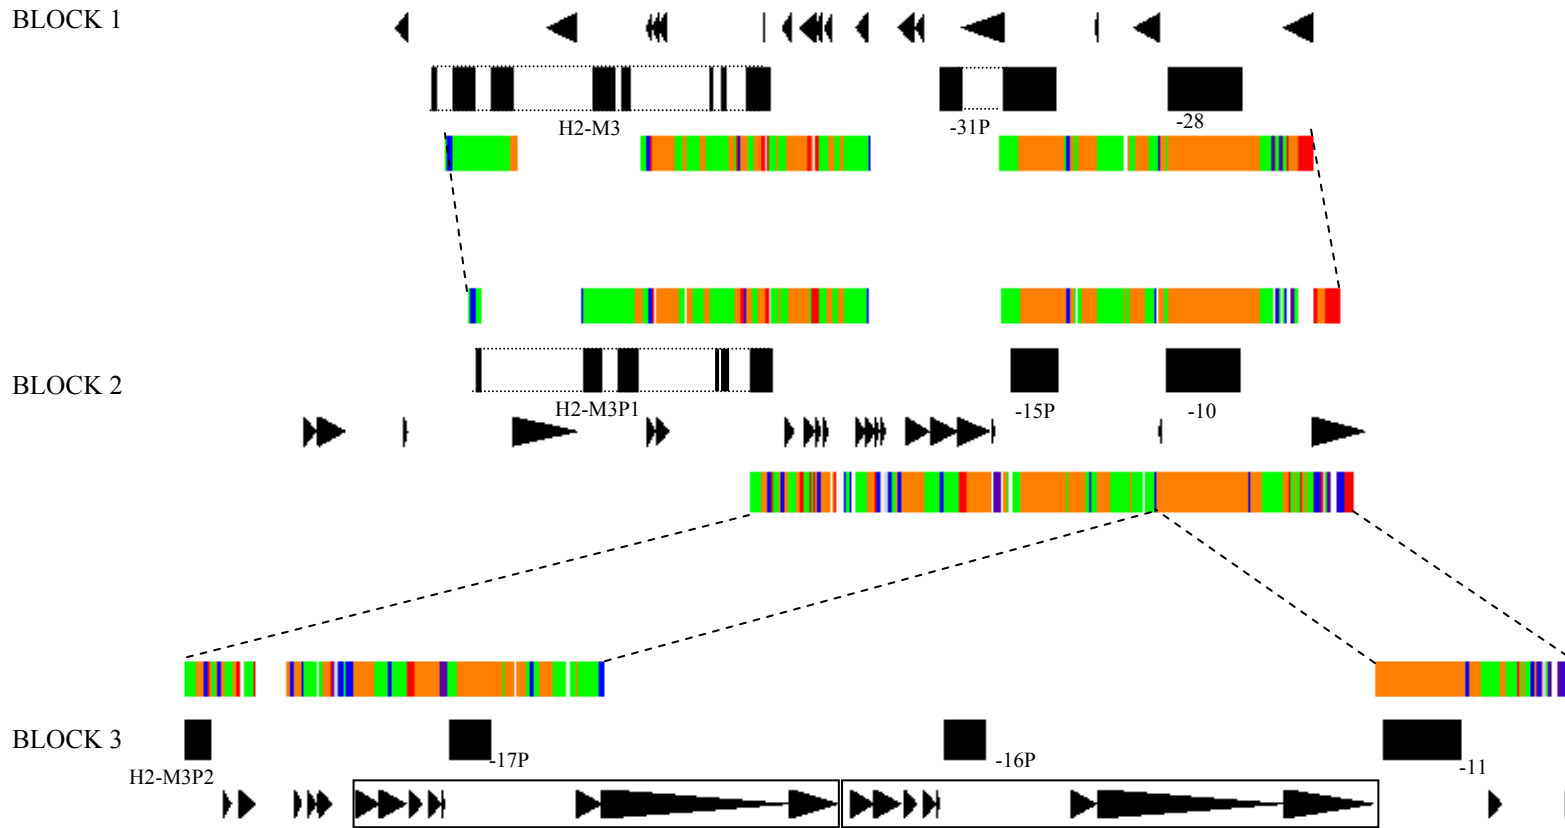 BLOCK 1
H2-M3
-31P
-28
BLOCK 2
H2-M3P1
-15P
-10
BLOCK 3
H2-M3P2
-17P
-16P
-11